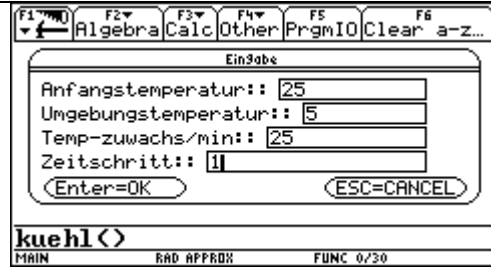 F1 F2 F3 F4 F5 F6
Algebra Calc Other PrgmIO Clear a-z…
Eingabe
Anfangstemperatur:: 25
Umgebungstemperatur:: 5
Temp-zuwachs/min:: 25
Zeitschritt:: 1
Enter=OK ESC=CANCEL
kuehl()
MAIN RAD APPROX FUNC 0/30